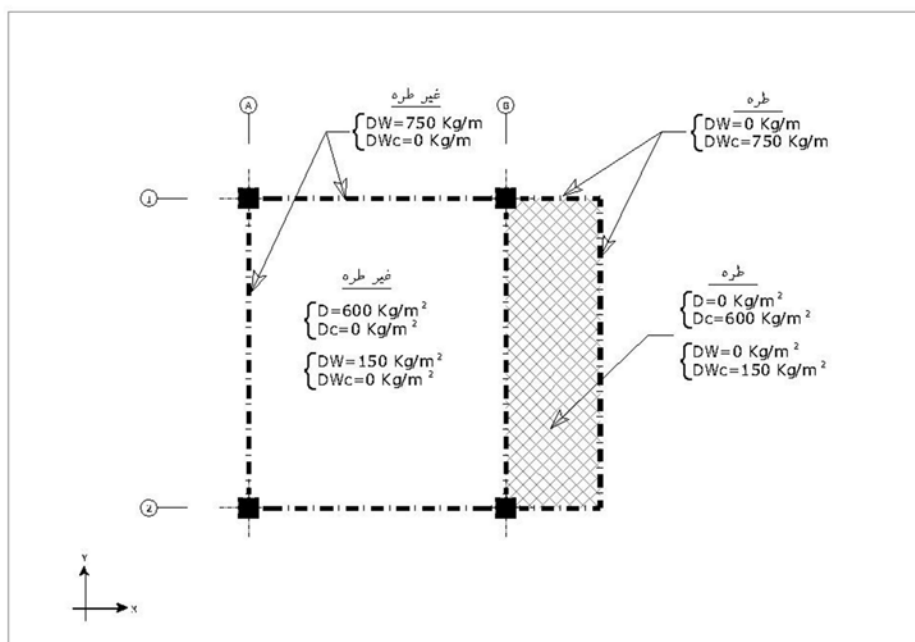 غیر طره
DW=750 Kg/m
DWc=0 Kg/m
طره
DW=0 Kg/m
DWc=750 Kg/m
A
B
1
غیر طره
D=600 Kg/m²
Dc=0 Kg/m²
DW=150 Kg/m²
DWc=0 Kg/m²
طره
D=0 Kg/m²
Dc=600 Kg/m²
DW=0 Kg/m²
DWc=150 Kg/m²
2
Y
X